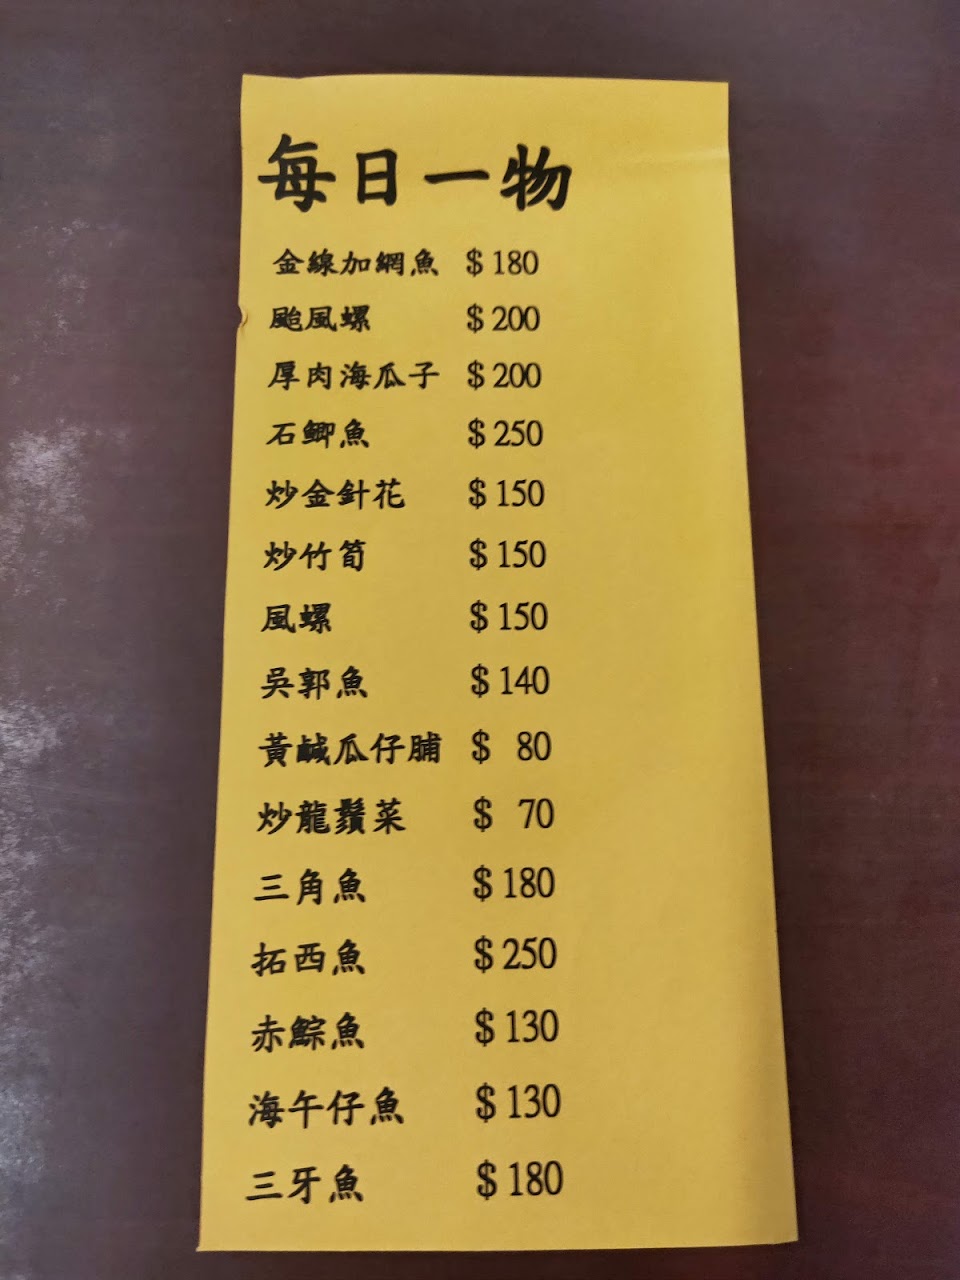 每日一物
金線加網魚 $180
颱風螺 $200
厚肉海瓜子 $200
石鯽魚 $250
炒金針花 $150
炒竹筍 $150
風螺 $150
吳郭魚 $140
黃鹹瓜仔脯 $ 80
炒龍鬚菜 $ 70
三角魚 $180
拓西魚 $250
赤鯮魚 $130
海午仔魚 $130
三牙魚 $180